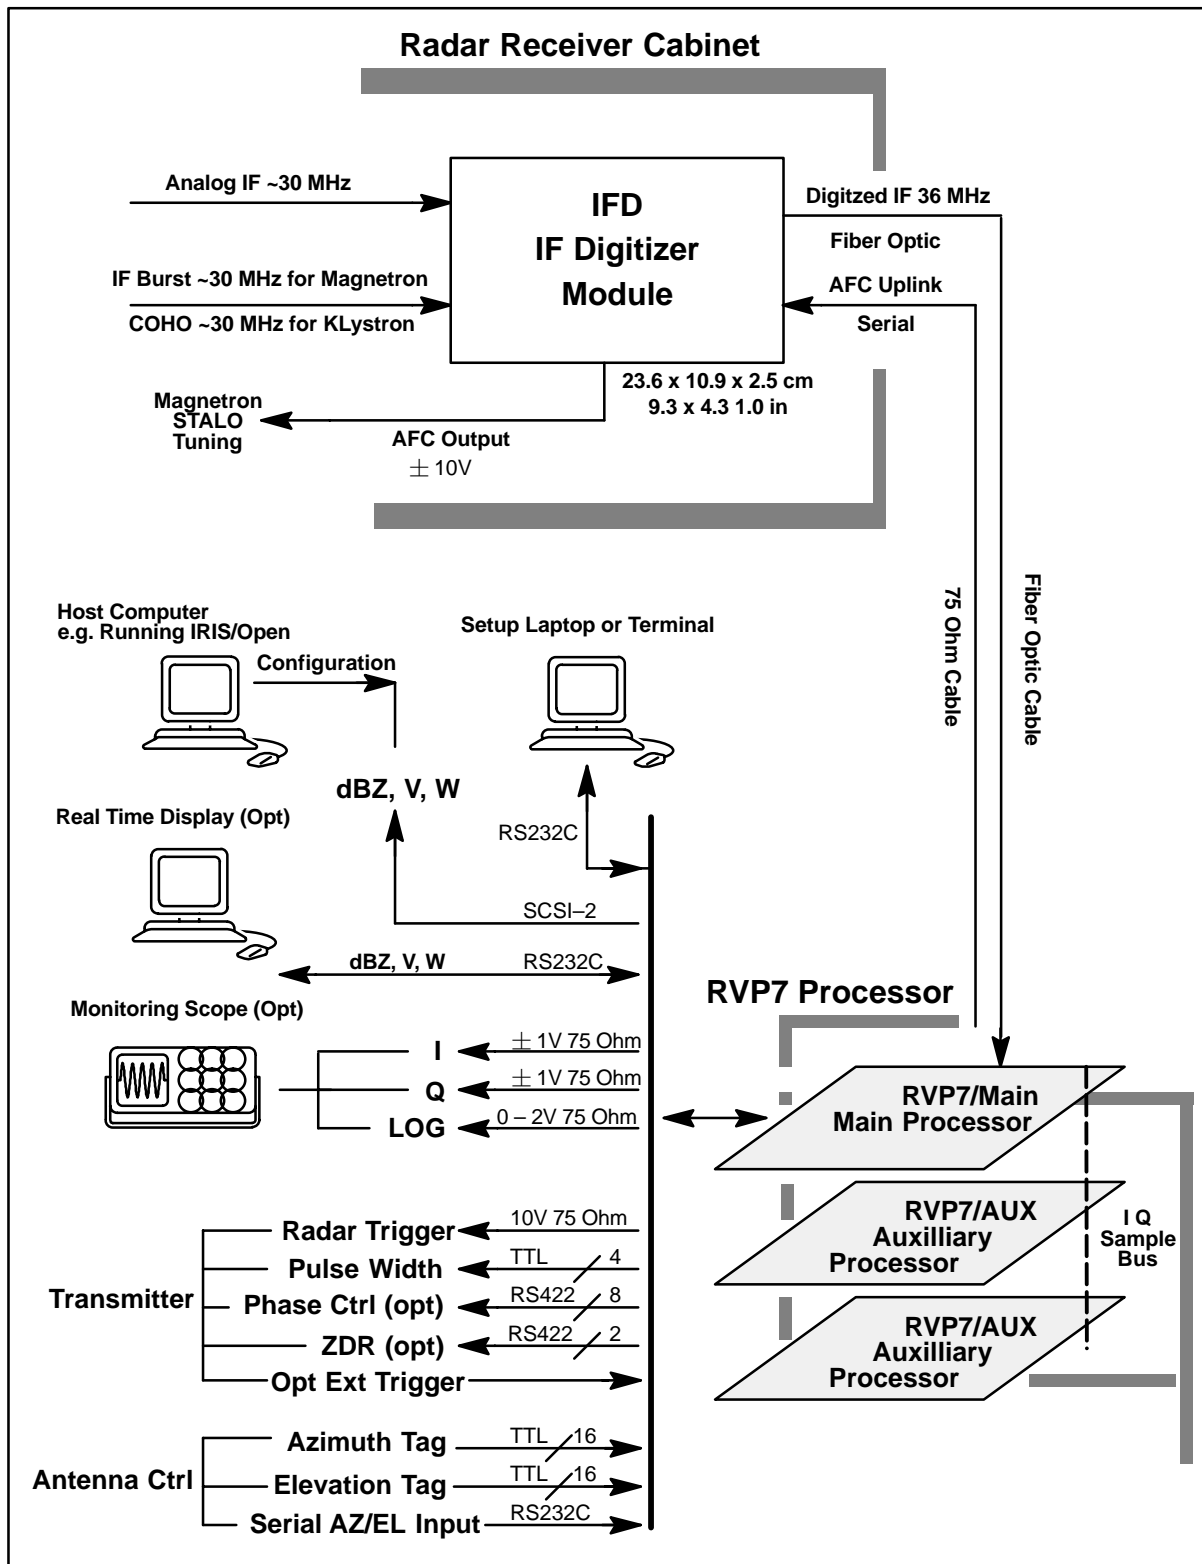 Radar Receiver Cabinet
Analog IF ~30 MHz
IF Burst ~30 MHz for Magnetron
COHO ~30 MHz for KLystron
IFD
IF Digitizer
Module
Digitzed IF 36 MHz
Fiber Optic
AFC Uplink
Serial
23.6 x 10.9 x 2.5 cm
9.3 x 4.3 1.0 in
Magnetron
STALO
Tuning
AFC Output
± 10V
75 Ohm Cable
Fiber Optic Cable
Host Computer
e.g. Running IRIS/Open
Configuration
Setup Laptop or Terminal
dBZ, V, W
Real Time Display (Opt)
RS232C
SCSI–2
dBZ, V, W RS232C
Monitoring Scope (Opt)
I ± 1V 75 Ohm
Q ± 1V 75 Ohm
LOG 0 – 2V 75 Ohm
RVP7 Processor
RVP7/Main
Main Processor
RVP7/AUX
Auxilliary
Processor
RVP7/AUX
Auxilliary
Processor
I Q
Sample
Bus
Transmitter
Radar Trigger 10V 75 Ohm
Pulse Width TTL 4
Phase Ctrl (opt) RS422 8
ZDR (opt) RS422 2
Opt Ext Trigger
Antenna Ctrl
Azimuth Tag TTL 16
Elevation Tag TTL 16
Serial AZ/EL Input RS232C